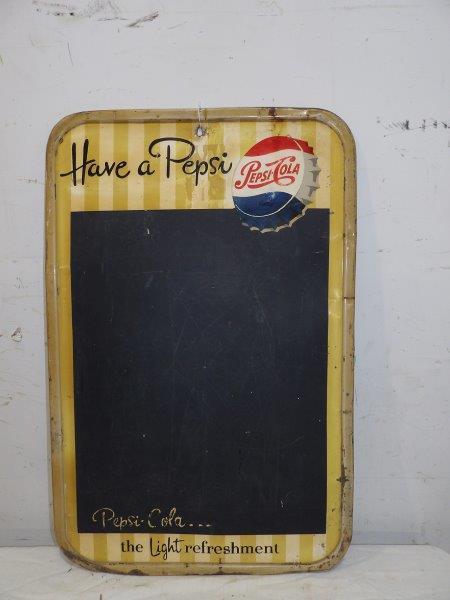 Have a Pepsi
PEPSI-COLA
Pepsi-Cola...
the Light refreshment